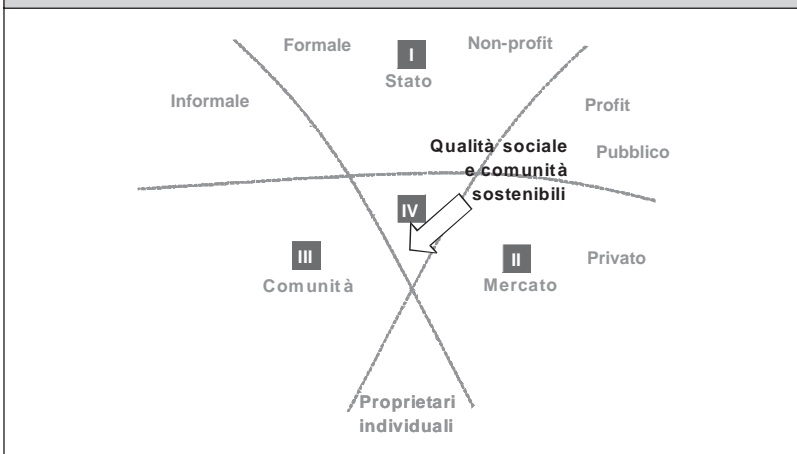 Formale
Non-profit
I
Stato
Informale
Profit
Qualità sociale
e comunità
sostenibili
Pubblico
IV
III
Comunità
II
Mercato
Privato
Proprietari
individuali